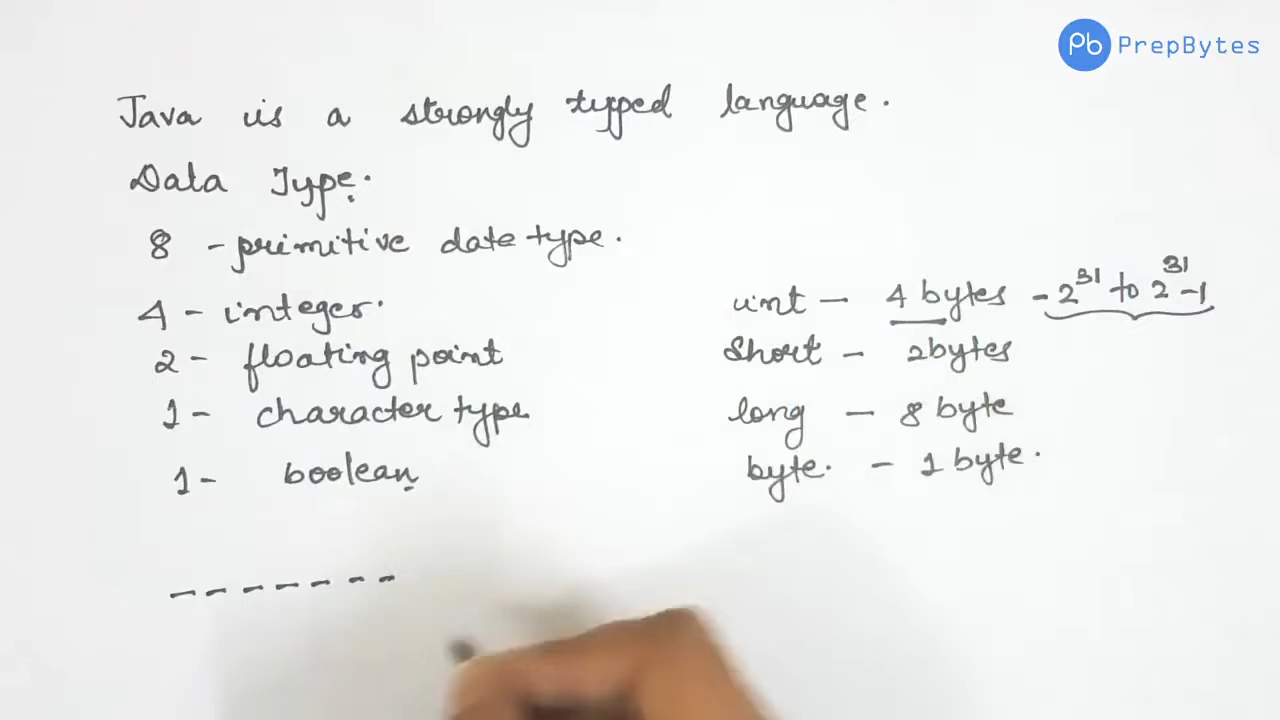 Pb PrepBytes
Java is a strongly typed language.
Data Type.
8 - primitive date type.
4 - integer.
2 - floating point
1 - character type
1 - boolean
int - 4 bytes - 2^31 to 2^31 - 1
Short - 2bytes
long - 8 byte
byte. - 1 byte.